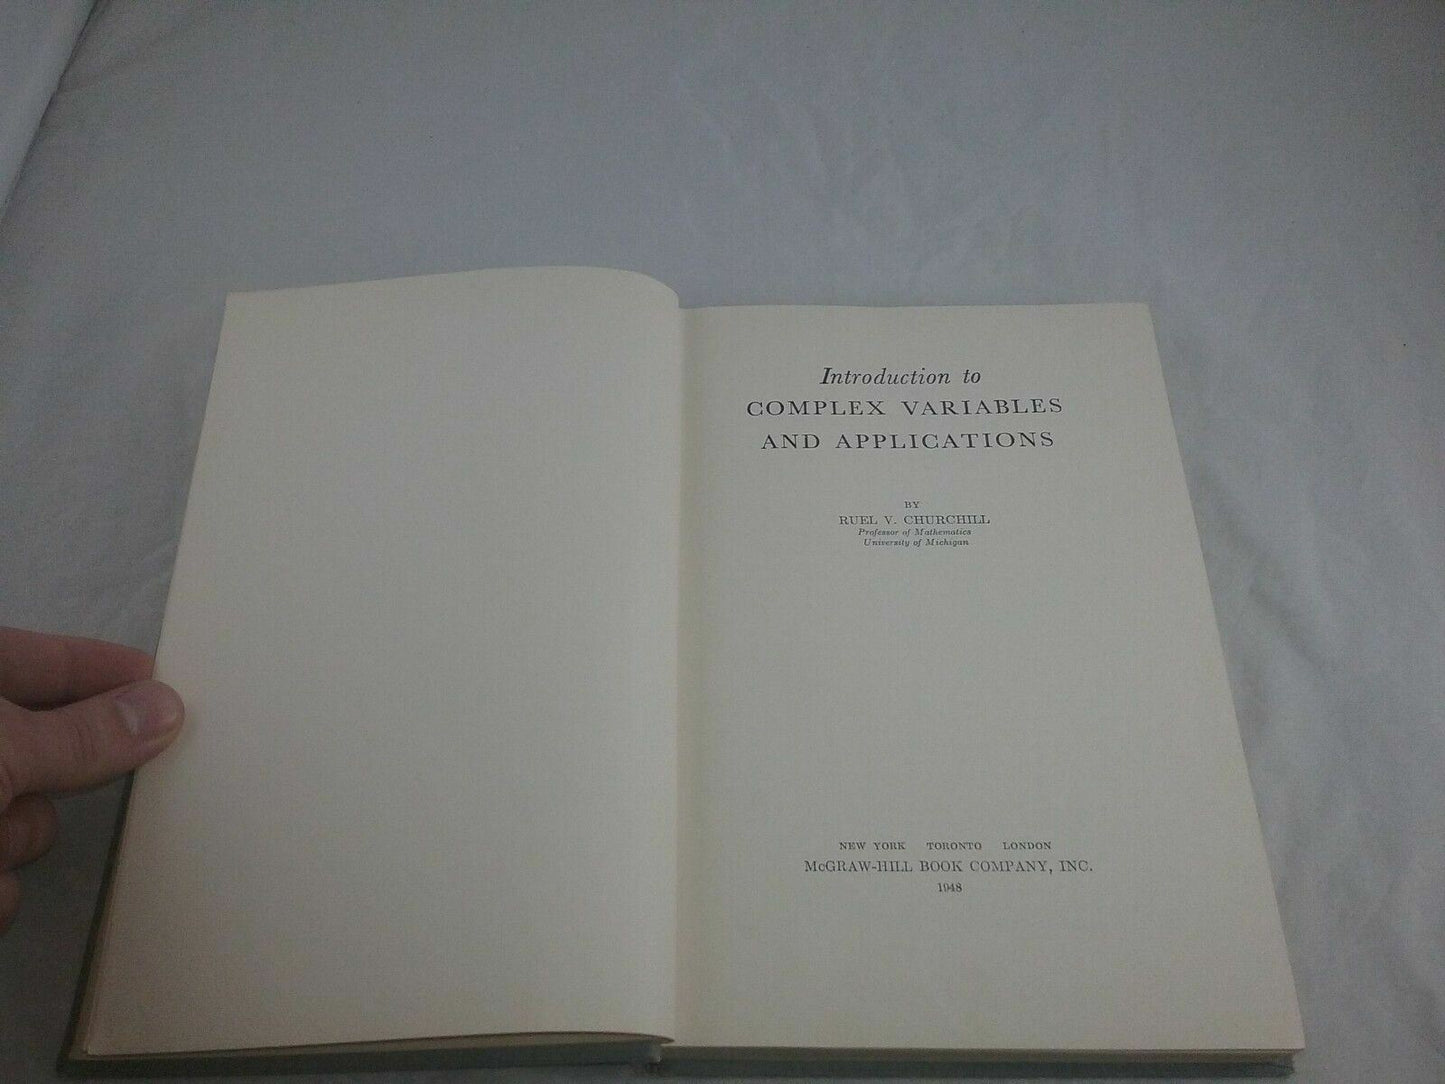 Introduction to
COMPLEX VARIABLES
AND APPLICATIONS
BY
RUEL V. CHURCHILL
Professor of Mathematics
University of Michigan
NEW YORK TORONTO LONDON
McGRAW-HILL BOOK COMPANY, INC.
1948